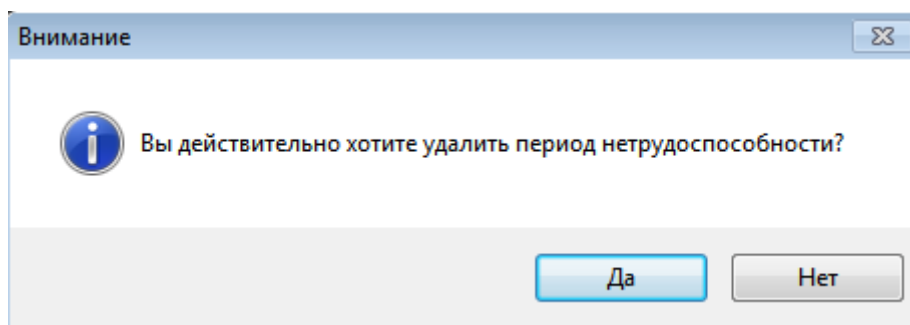 Внимание
Вы действительно хотите удалить период нетрудоспособности?
Да
Нет